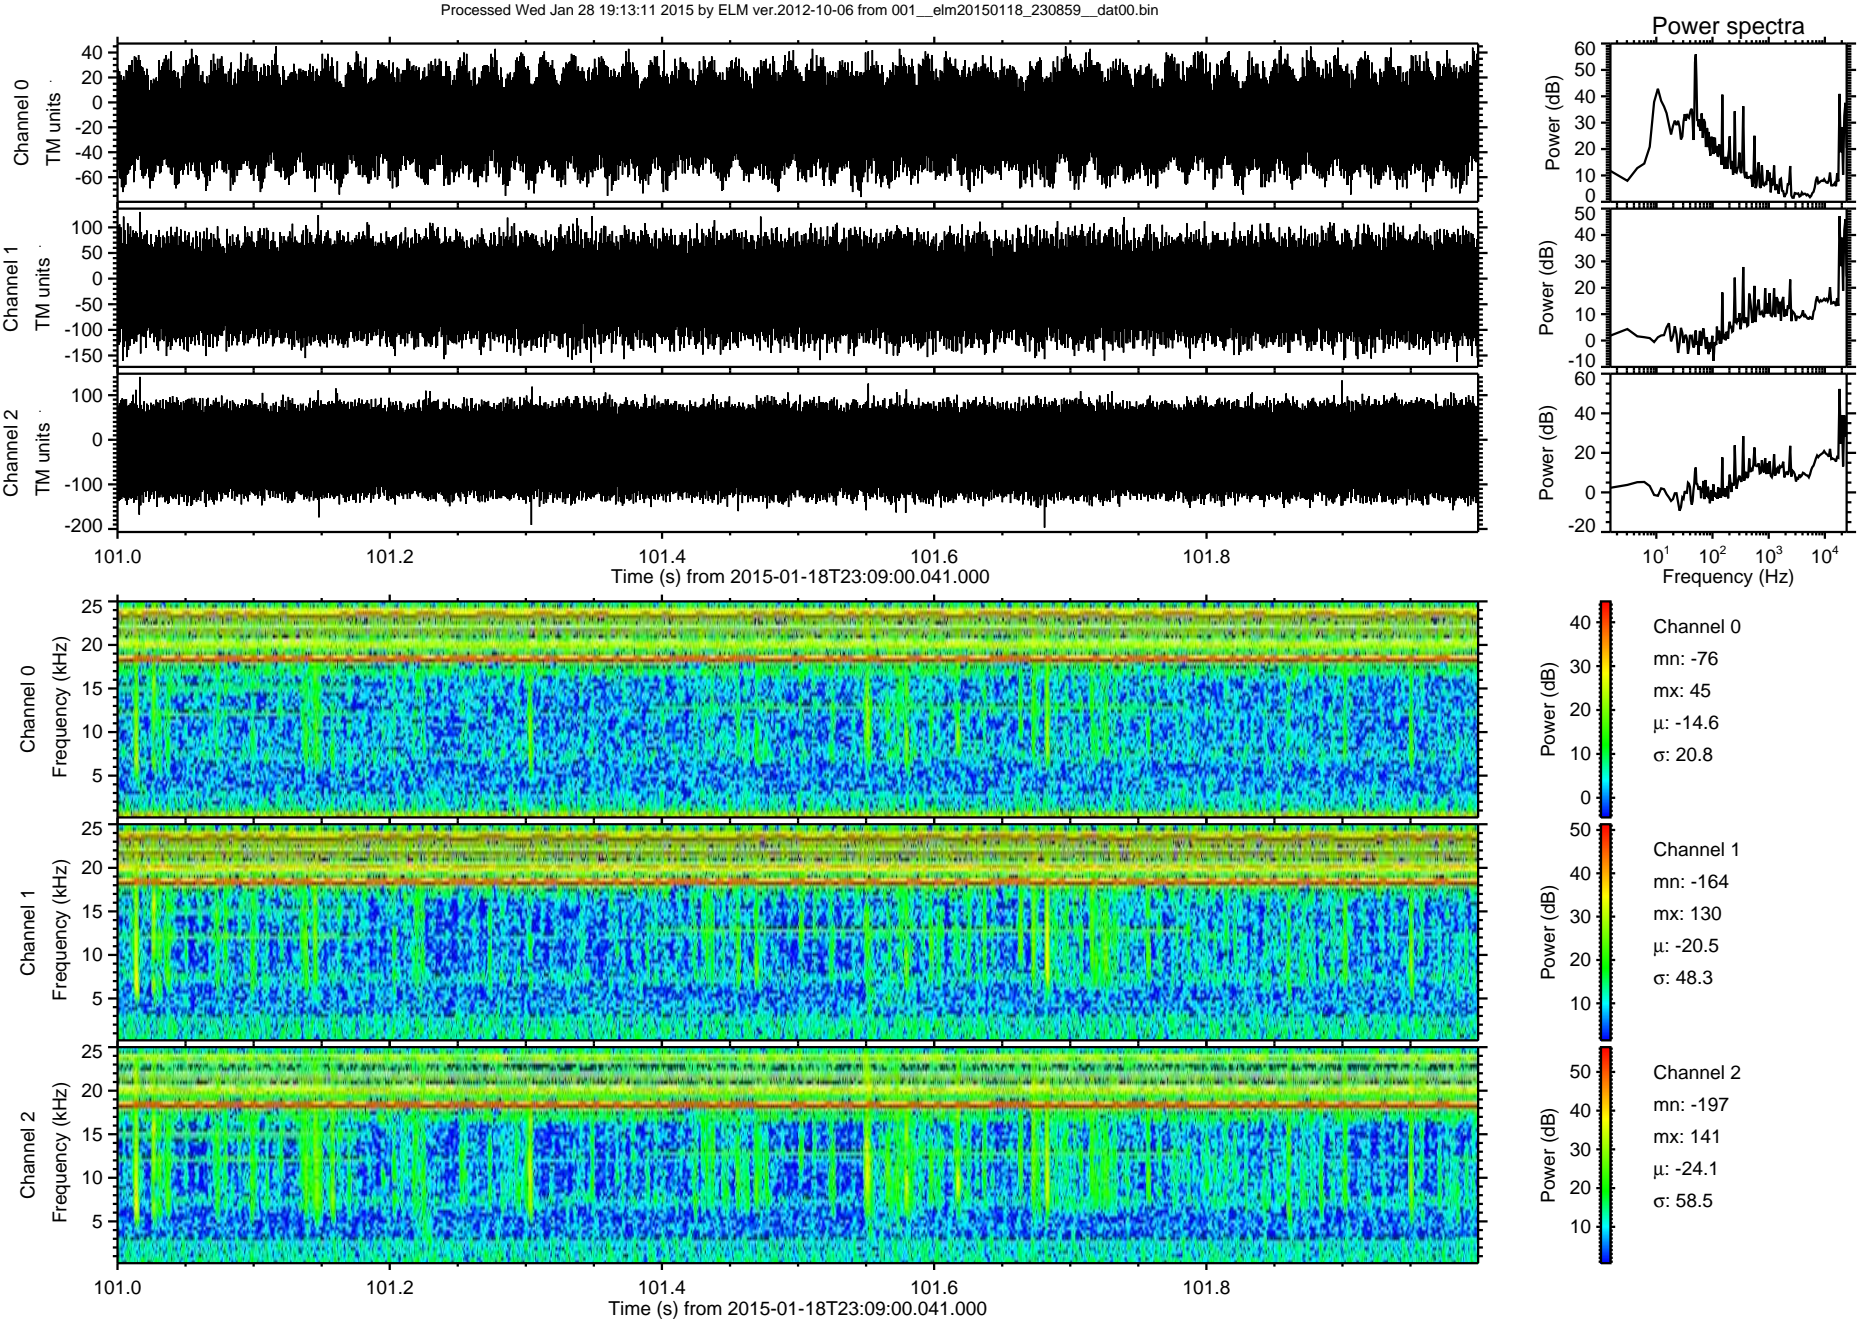 Processed Wed Jan 28 19:13:11 2015 by ELM ver.2012-10-06 from 001__elm20150118_230859__dat00.bin
Power spectra
Channel 0
TM units
40
20
0
-20
-40
-60
Power (dB)
60
50
40
30
20
10
0
Channel 1
TM units
100
50
0
-50
-100
-150
Power (dB)
50
40
30
20
10
0
-10
Channel 2
TM units
100
0
-100
-200
Power (dB)
60
40
20
0
-20
101.0 101.2 101.4 101.6 101.8
Time (s) from 2015-01-18T23:09:00.041.000
10^1 10^2 10^3 10^4
Frequency (Hz)
Channel 0
Frequency (kHz)
25
20
15
10
5
Power (dB)
40
30
20
10
0
Channel 0
mn: -76
mx: 45
μ: -14.6
σ: 20.8
Channel 1
Frequency (kHz)
25
20
15
10
5
Power (dB)
50
40
30
20
10
Channel 1
mn: -164
mx: 130
μ: -20.5
σ: 48.3
Channel 2
Frequency (kHz)
25
20
15
10
5
Power (dB)
50
40
30
20
10
Channel 2
mn: -197
mx: 141
μ: -24.1
σ: 58.5
101.0 101.2 101.4 101.6 101.8
Time (s) from 2015-01-18T23:09:00.041.000